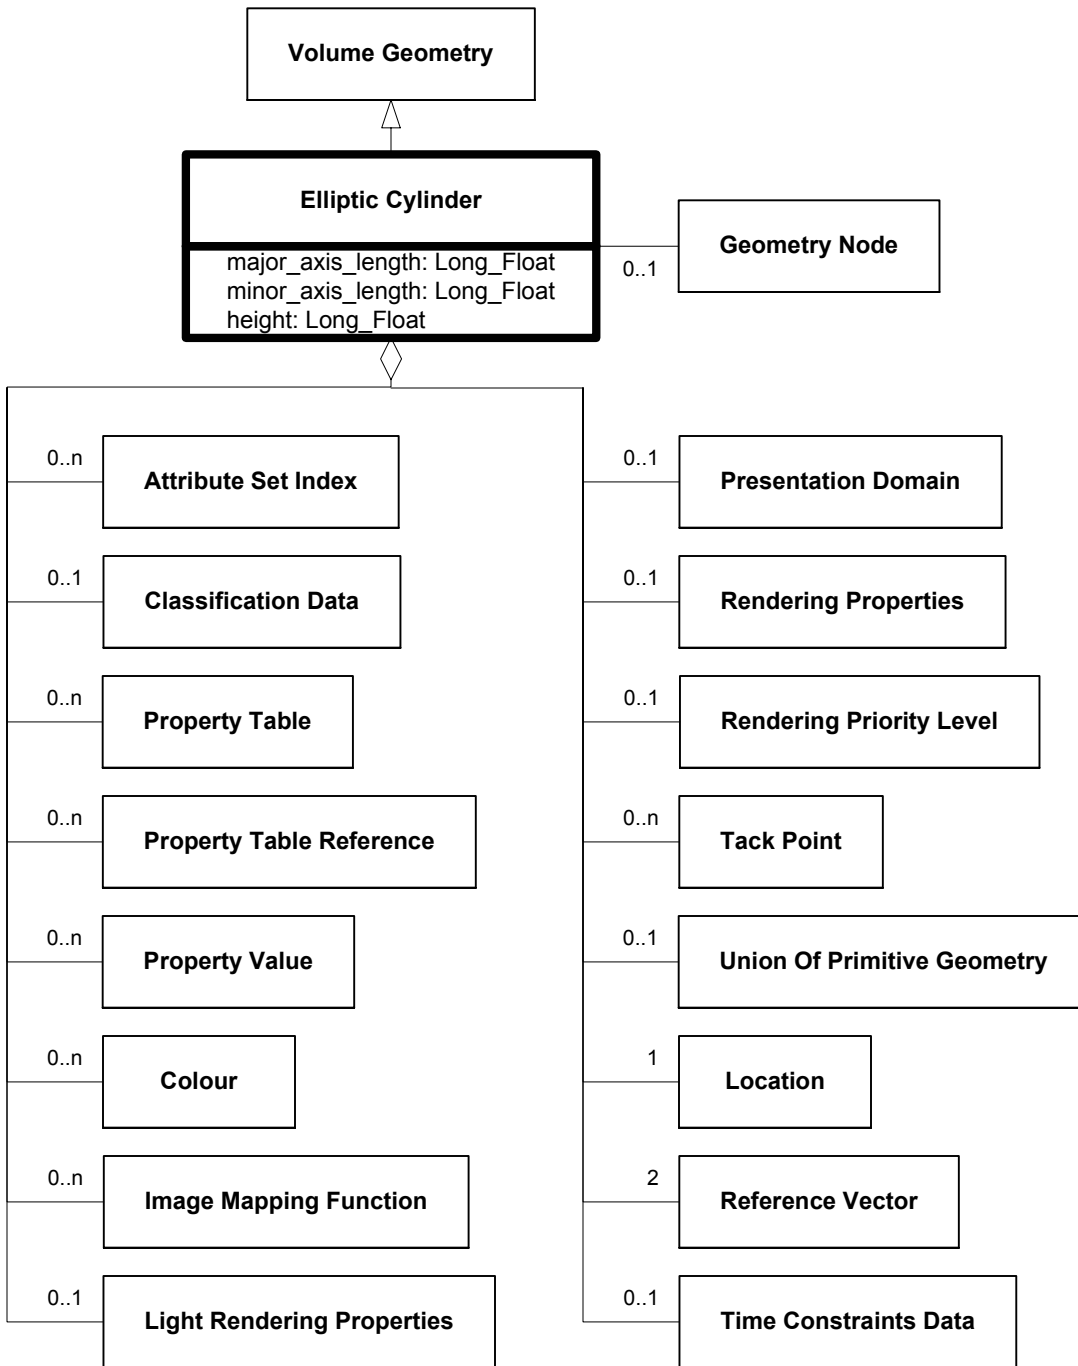 Volume Geometry
Elliptic Cylinder
major_axis_length: Long_Float
minor_axis_length: Long_Float
height: Long_Float
Geometry Node
0..1
0..n
Attribute Set Index
0..1
Classification Data
0..n
Property Table
0..n
Property Table Reference
0..n
Property Value
0..n
Colour
0..n
Image Mapping Function
0..1
Light Rendering Properties
0..1
Presentation Domain
0..1
Rendering Properties
0..1
Rendering Priority Level
0..n
Tack Point
0..1
Union Of Primitive Geometry
1
Location
2
Reference Vector
0..1
Time Constraints Data